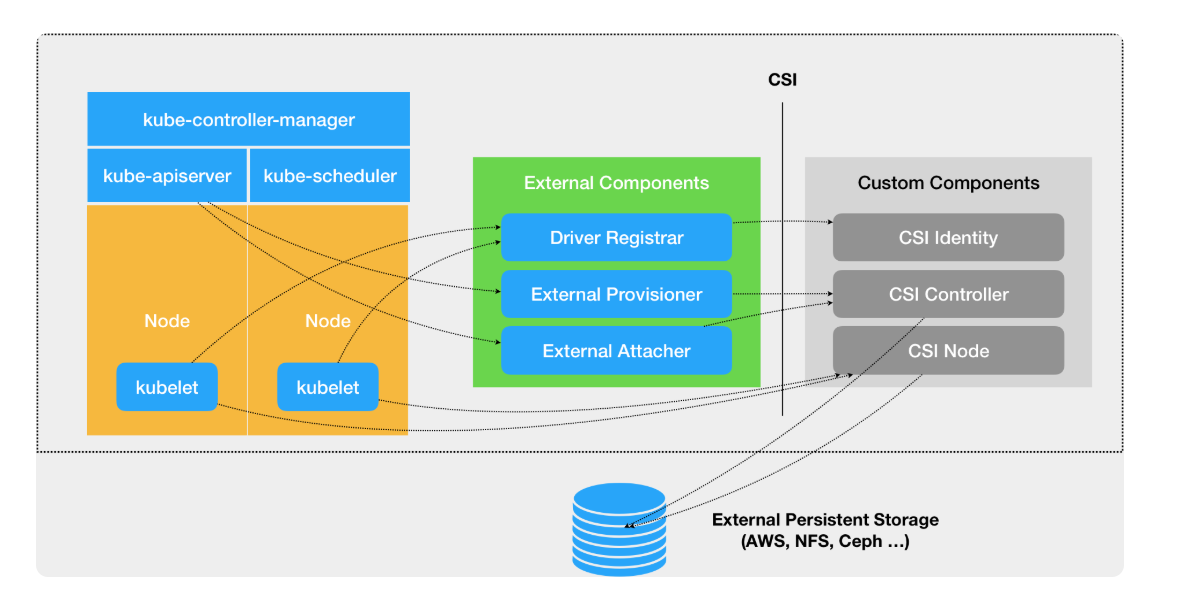 CSI
kube-controller-manager
kube-apiserver
kube-scheduler
External Components
Custom Components
Driver Registrar
CSI Identity
External Provisioner
CSI Controller
Node
Node
External Attacher
CSI Node
kubelet
kubelet
External Persistent Storage
(AWS, NFS, Ceph ...)